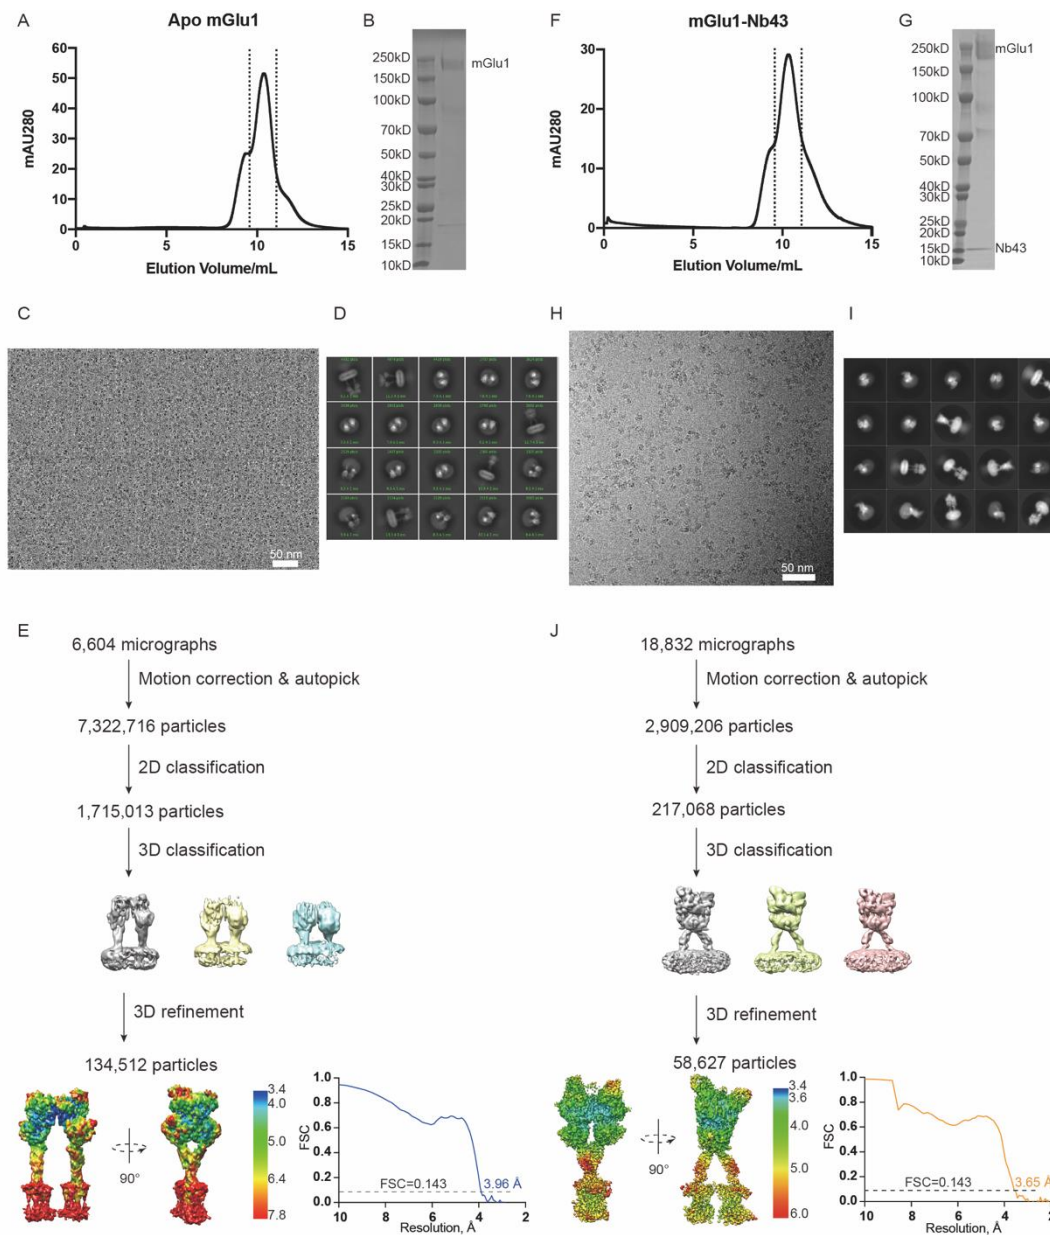 A
Apo mGlu1
60
50
40
30
20
10
0
mAU280
0
5
10
15
Elution Volume/mL
B
250kD
150kD
100kD
70kD
50kD
40kD
30kD
25kD
20kD
15kD
10kD
mGlu1
F
mGlu1-Nb43
30
20
10
0
mAU280
0
5
10
15
Elution Volume/mL
G
250kD
150kD
100kD
70kD
50kD
40kD
30kD
25kD
20kD
15kD
10kD
mGlu1
Nb43
C
50 nm
D
H
50 nm
I
E
6,604 micrographs
Motion correction & autopick
7,322,716 particles
2D classification
1,715,013 particles
3D classification
3D refinement
134,512 particles
90°
3.4
4.0
5.0
6.4
7.8
1.0
0.8
0.6
0.4
0.2
0.0
FSC
FSC=0.143
3.96 Å
10
8
6
4
2
Resolution, Å
J
18,832 micrographs
Motion correction & autopick
2,909,206 particles
2D classification
217,068 particles
3D classification
3D refinement
58,627 particles
90°
3.4
3.6
4.0
5.0
6.0
1.0
0.8
0.6
0.4
0.2
0.0
FSC
FSC=0.143
3.65 Å
10
8
6
4
2
Resolution, Å